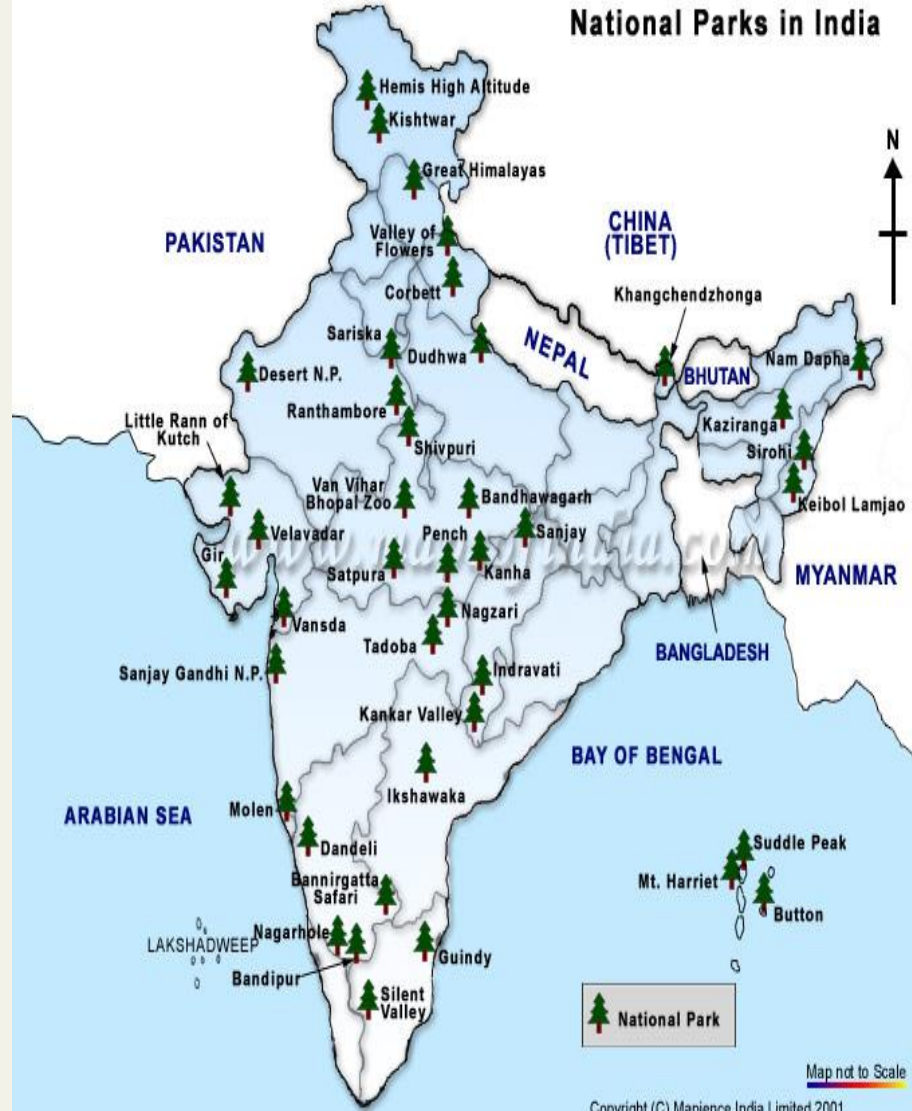 National Parks in India
Hemis High Altitude
Kishtwar
N
Great Himalayas
PAKISTAN
CHINA
(TIBET)
Valley of
Flowers
Corbett
Khangchendzhonga
Sariska
Dudhwa
NEPAL
BHUTAN
Nam Dapha
Desert N.P.
Ranthambore
Little Rann of
Kutch
Shivpuri
Kaziranga
Sirohi
Van Vihar
Bhopal Zoo
Bandhawagarh
Keibol Lamjao
Velavadar
Pench
Sanjay
www.mapsofindia.com
Gir
Satpura
Kanha
MYANMAR
Vansda
Nagzari
Tadoba
BANGLADESH
Sanjay Gandhi N.P.
Indravati
Kankar Valley
BAY OF BENGAL
Ikshawaka
ARABIAN SEA
Molen
Dandeli
Suddle Peak
Bannirgatta
Safari
Mt. Harriet
Button
Nagarhole
LAKSHADWEEP
Guindy
Bandipur
Silent
Valley
National Park
Map not to Scale
Copyright (C) Mapience India Limited 2001